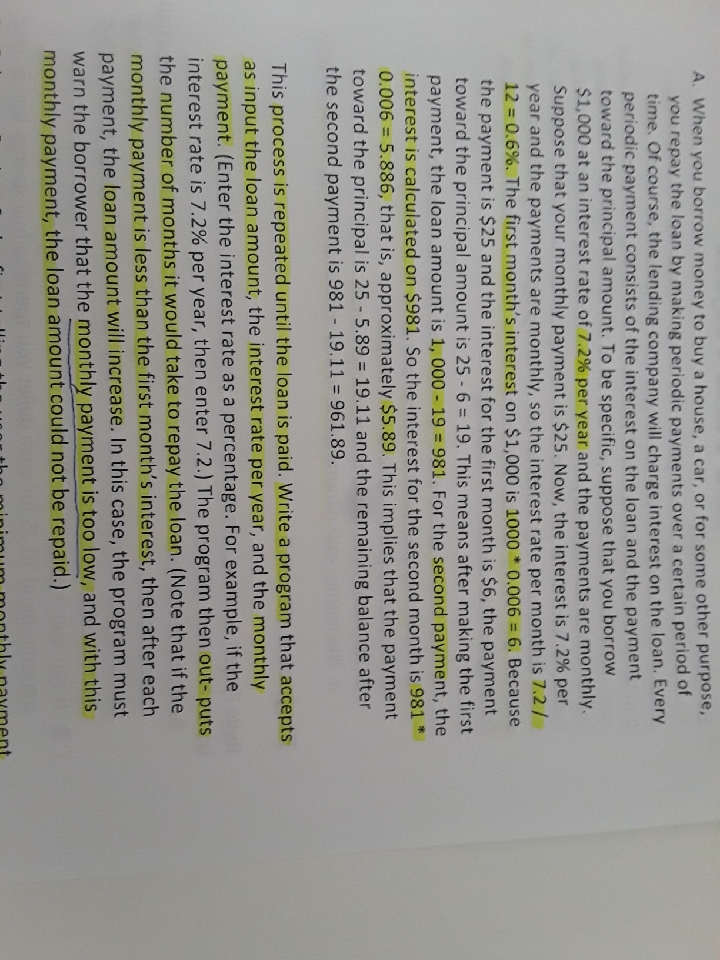 A. When you borrow money to buy a house, a car, or for some other purpose,
you repay the loan by making periodic payments over a certain period of
time. Of course, the lending company will charge interest on the loan. Every
periodic payment consists of the interest on the loan and the payment
toward the principal amount. To be specific, suppose that you borrow
$1,000 at an interest rate of 7.2% per year and the payments are monthly.
Suppose that your monthly payment is $25. Now, the interest is 7.2% per
year and the payments are monthly, so the interest rate per month is 7.2 /
12 = 0.6%. The first month's interest on $1,000 is 1000 * 0.006 = 6. Because
the payment is $25 and the interest for the first month is $6, the payment
toward the principal amount is 25 - 6 = 19. This means after making the first
payment, the loan amount is 1, 000 - 19 = 981. For the second payment, the
interest is calculated on $981. So the interest for the second month is 981 *
0.006 = 5.886, that is, approximately $5.89. This implies that the payment
toward the principal is 25 - 5.89 = 19.11 and the remaining balance after
the second payment is 981 - 19.11 = 961.89.
This process is repeated until the loan is paid. Write a program that accepts
as input the loan amount, the interest rate per year, and the monthly
payment. (Enter the interest rate as a percentage. For example, if the
interest rate is 7.2% per year, then enter 7.2.) The program then out- puts
the number of months it would take to repay the loan. (Note that if the
monthly payment is less than the first month's interest, then after each
payment, the loan amount will increase. In this case, the program must
warn the borrower that the monthly payment is too low, and with this
monthly payment, the loan amount could not be repaid.)
the minimum monthly payment